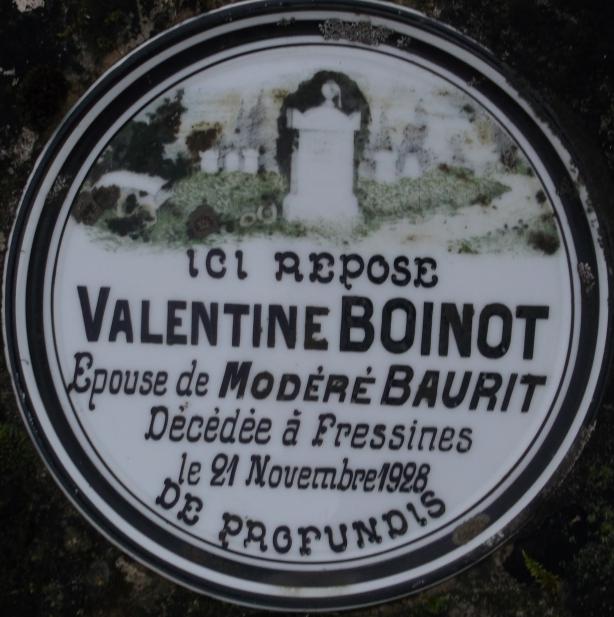 ICI REPOSE
VALENTINE BOINOT
Epouse de MODÉRÉ BAURIT
Décédée à Fressines
le 21 Novembre 1928
DE PROFUNDIS